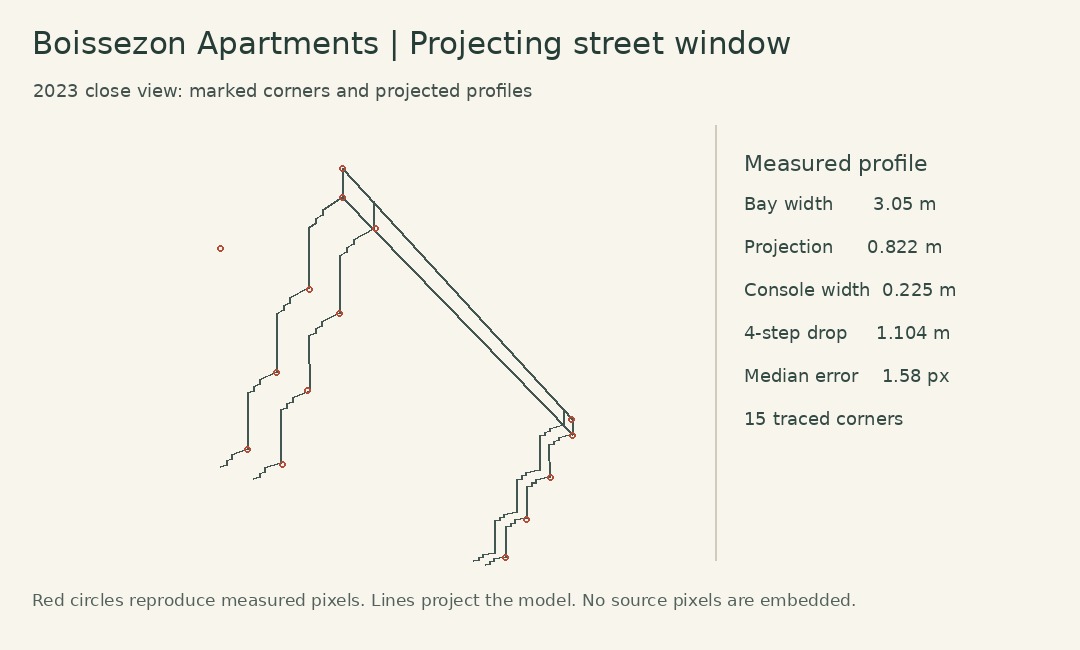 Boissezon Apartments | Projecting street window
2023 close view: marked corners and projected profiles
Measured profile
Bay width 3.05 m
Projection 0.822 m
Console width 0.225 m
4-step drop 1.104 m
Median error 1.58 px
15 traced corners
Red circles reproduce measured pixels. Lines project the model. No source pixels are embedded.